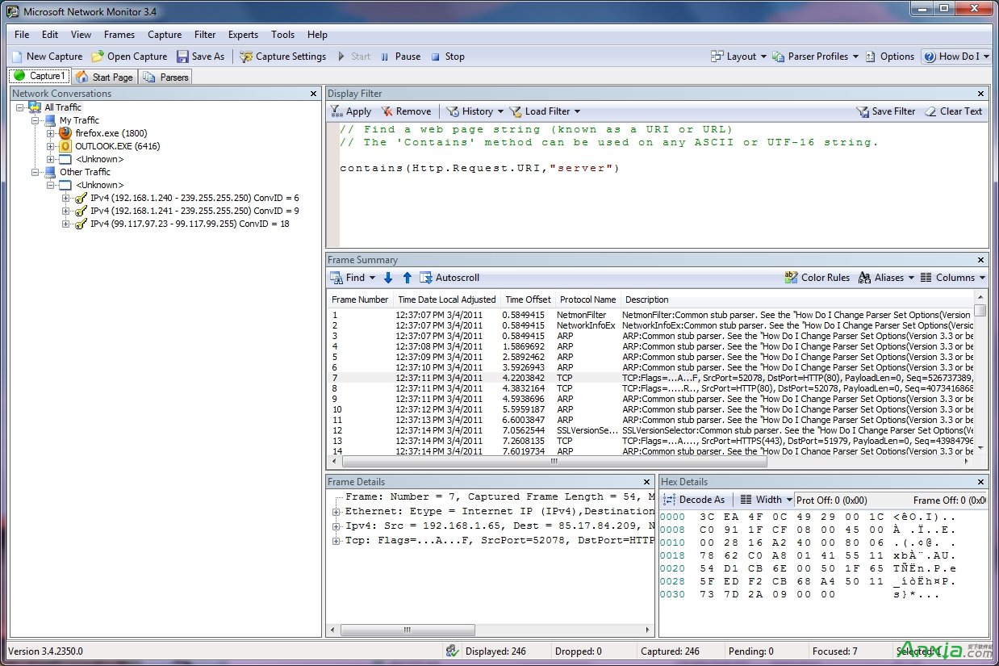 Microsoft Network Monitor 3.4
File Edit View Frames Capture Filter Experts Tools Help
New Capture Open Capture Save As Capture Settings Start Pause Stop Layout Parser Profiles Options How Do I
Capture1 Start Page Parsers
Network Conversations
All Traffic
My Traffic
firefox.exe (1800)
OUTLOOK.EXE (6416)
<Unknown>
Other Traffic
<Unknown>
IPv4 (192.168.1.240 - 239.255.255.250) ConvID = 6
IPv4 (192.168.1.241 - 239.255.255.250) ConvID = 9
IPv4 (99.117.97.23 - 99.117.99.255) ConvID = 18
Display Filter
Apply Remove History Load Filter Save Filter Clear Text
// Find a web page string (known as a URI or URL)
// The 'Contains' method can be used on any ASCII or UTF-16 string.
contains(Http.Request.URI,"server")
Frame Summary
Find Autoscroll Color Rules Aliases Columns
Frame Number Time Date Local Adjusted Time Offset Protocol Name Description
1 12:37:07 PM 3/4/2011 0.5849415 NetmonFilter NetmonFilter:Common stub parser. See the "How Do I Change Parser Set Options(Version
2 12:37:07 PM 3/4/2011 0.5849415 NetworkInfoEx NetworkInfoEx:Common stub parser. See the "How Do I Change Parser Set Options(Versio
3 12:37:07 PM 3/4/2011 0.5849415 ARP ARP:Common stub parser. See the "How Do I Change Parser Set Options(Version 3.3 or be
4 12:37:08 PM 3/4/2011 1.5869692 ARP ARP:Common stub parser. See the "How Do I Change Parser Set Options(Version 3.3 or be
5 12:37:09 PM 3/4/2011 2.5892462 ARP ARP:Common stub parser. See the "How Do I Change Parser Set Options(Version 3.3 or be
6 12:37:10 PM 3/4/2011 3.5926943 ARP ARP:Common stub parser. See the "How Do I Change Parser Set Options(Version 3.3 or be
7 12:37:11 PM 3/4/2011 4.2203842 TCP TCP:Flags=...A...F, SrcPort=52078, DstPort=HTTP(80), PayloadLen=0, Seq=526737389,
8 12:37:11 PM 3/4/2011 4.3832164 TCP TCP:Flags=.....R.., SrcPort=HTTP(80), DstPort=52078, PayloadLen=0, Seq=4073416868
9 12:37:11 PM 3/4/2011 4.5938696 ARP ARP:Common stub parser. See the "How Do I Change Parser Set Options(Version 3.3 or be
10 12:37:12 PM 3/4/2011 5.5959187 ARP ARP:Common stub parser. See the "How Do I Change Parser Set Options(Version 3.3 or be
11 12:37:13 PM 3/4/2011 6.6003847 ARP ARP:Common stub parser. See the "How Do I Change Parser Set Options(Version 3.3 or be
12 12:37:14 PM 3/4/2011 7.0562544 SSLVersionSe... SSLVersionSelector:Common stub parser. See the "How Do I Change Parser Set Options(Ve
13 12:37:14 PM 3/4/2011 7.2608135 TCP TCP:Flags=...A...., SrcPort=HTTPS(443), DstPort=51979, PayloadLen=0, Seq=43984796
14 12:37:14 PM 3/4/2011 7.6019734 ARP ARP:Common stub parser. See the "How Do I Change Parser Set Options(Version 3.3 or be
Frame Details
Frame: Number = 7, Captured Frame Length = 54, M
Ethernet: Etype = Internet IP (IPv4),Destination
Ipv4: Src = 192.168.1.65, Dest = 85.17.84.209, N
Tcp: Flags=...A...F, SrcPort=52078, DstPort=HTTP
Hex Details
Decode As Width Prot Off: 0 (0x00) Frame Off: 0 (0x0
0000 3C EA 4F 0C 49 29 00 1C <êO.I)..
0008 C0 91 1F CF 08 00 45 00 À .Ï..E.
0010 00 28 16 A2 40 00 80 06 .(.¢@. .
0018 78 62 C0 A8 01 41 55 11 xbÀ¨.AU.
0020 54 D1 CB 6E 00 50 1F 65 TÑËn.P.e
0028 5F ED F2 CB 68 A4 50 11 _íòËh¤P.
0030 73 7D 2A 09 00 00 s}*...
Version 3.4.2350.0 Displayed: 246 Dropped: 0 Captured: 246 Pending: 0 Focused: 7 Selected: 1
Anxia.com